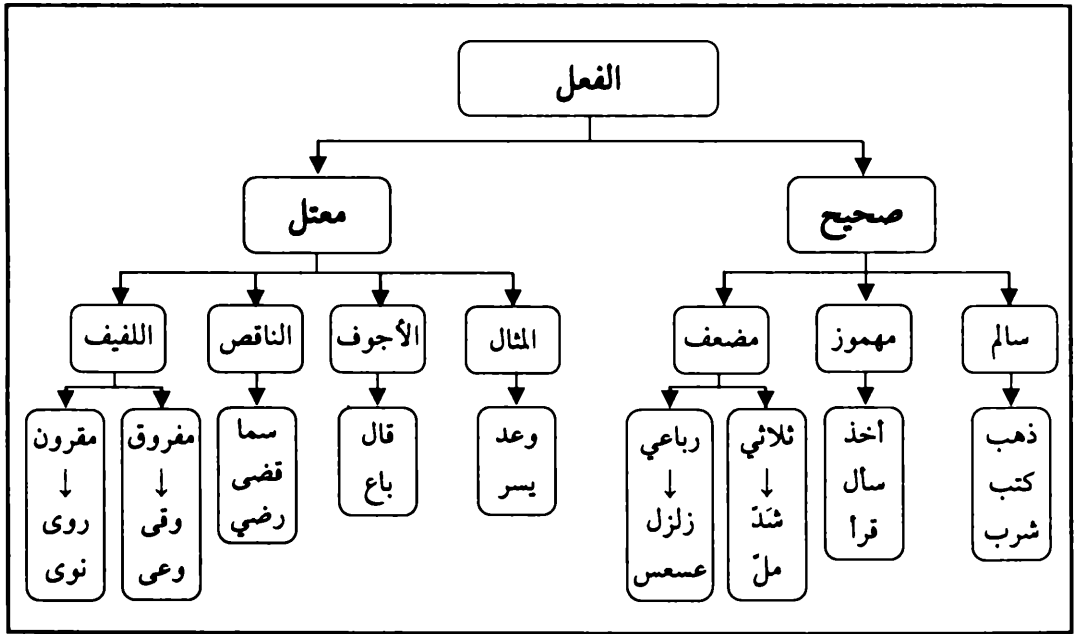 الفعل
صحيح
معتل
سالم
مهموز
مضعف
المثال
الأجوف
الناقص
اللفيف
ذهب
كتب
شرب
أخذ
سأل
قرأ
ثلاثي
↓
شَدّ
ملّ
رباعي
↓
زلزل
عسعس
وعد
يسر
قال
باع
سما
قضى
رضي
مفروق
↓
وقى
وعى
مقرون
↓
روى
نوى